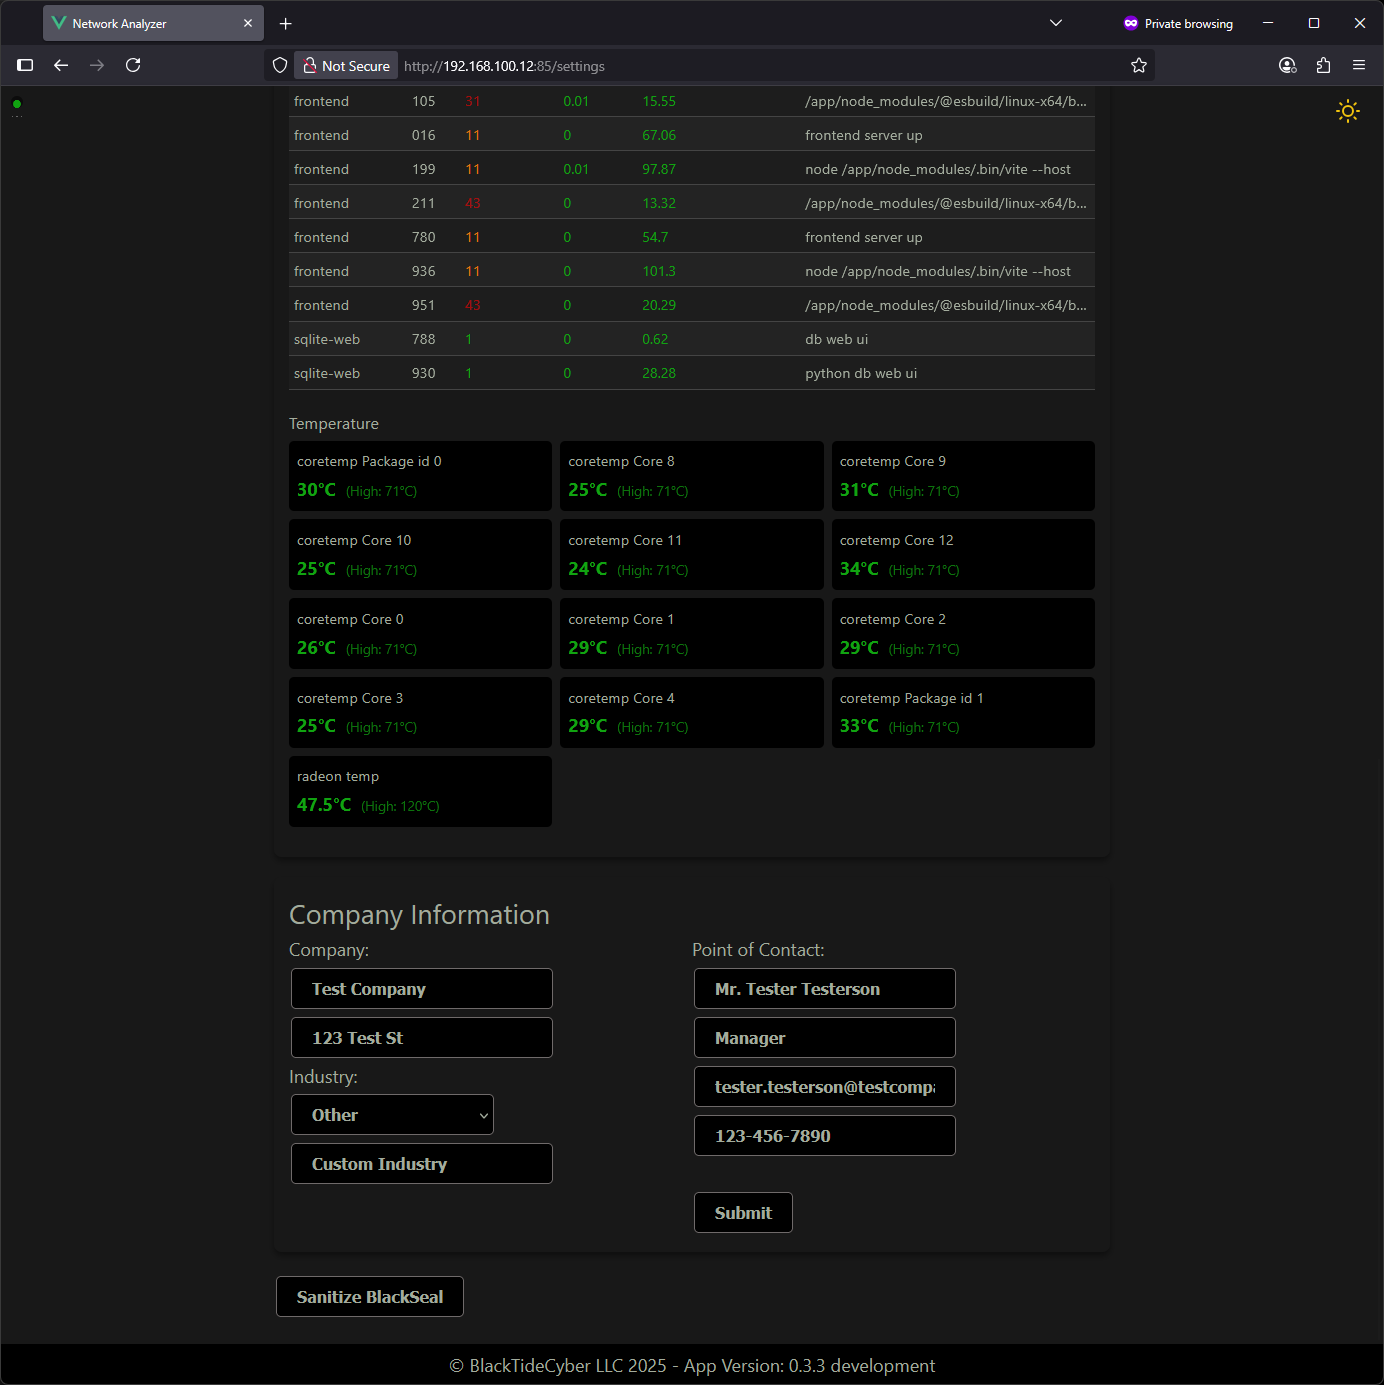 Network Analyzer
Private browsing
Not Secure
http://192.168.100.12:85/settings
frontend 105 31 0.01 15.55 /app/node_modules/@esbuild/linux-x64/b...
frontend 016 11 0 67.06 frontend server up
frontend 199 11 0.01 97.87 node /app/node_modules/.bin/vite --host
frontend 211 43 0 13.32 /app/node_modules/@esbuild/linux-x64/b...
frontend 780 11 0 54.7 frontend server up
frontend 936 11 0 101.3 node /app/node_modules/.bin/vite --host
frontend 951 43 0 20.29 /app/node_modules/@esbuild/linux-x64/b...
sqlite-web 788 1 0 0.62 db web ui
sqlite-web 930 1 0 28.28 python db web ui
Temperature
coretemp Package id 0 coretemp Core 8 coretemp Core 9
30°C (High: 71°C) 25°C (High: 71°C) 31°C (High: 71°C)
coretemp Core 10 coretemp Core 11 coretemp Core 12
25°C (High: 71°C) 24°C (High: 71°C) 34°C (High: 71°C)
coretemp Core 0 coretemp Core 1 coretemp Core 2
26°C (High: 71°C) 29°C (High: 71°C) 29°C (High: 71°C)
coretemp Core 3 coretemp Core 4 coretemp Package id 1
25°C (High: 71°C) 29°C (High: 71°C) 33°C (High: 71°C)
radeon temp
47.5°C (High: 120°C)
Company Information
Company:
Test Company
123 Test St
Industry:
Other
Custom Industry
Point of Contact:
Mr. Tester Testerson
Manager
tester.testerson@testcompa
123-456-7890
Submit
Sanitize BlackSeal
© BlackTideCyber LLC 2025 - App Version: 0.3.3 development